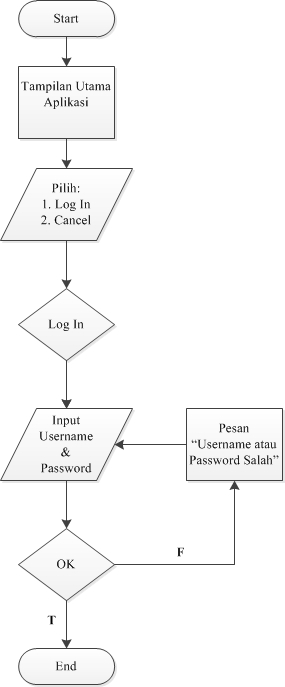 Start
Tampilan Utama
Aplikasi
Pilih:
1. Log In
2. Cancel
Log In
Input
Username
&
Password
Pesan
“Username atau
Password Salah”
OK
F
T
End